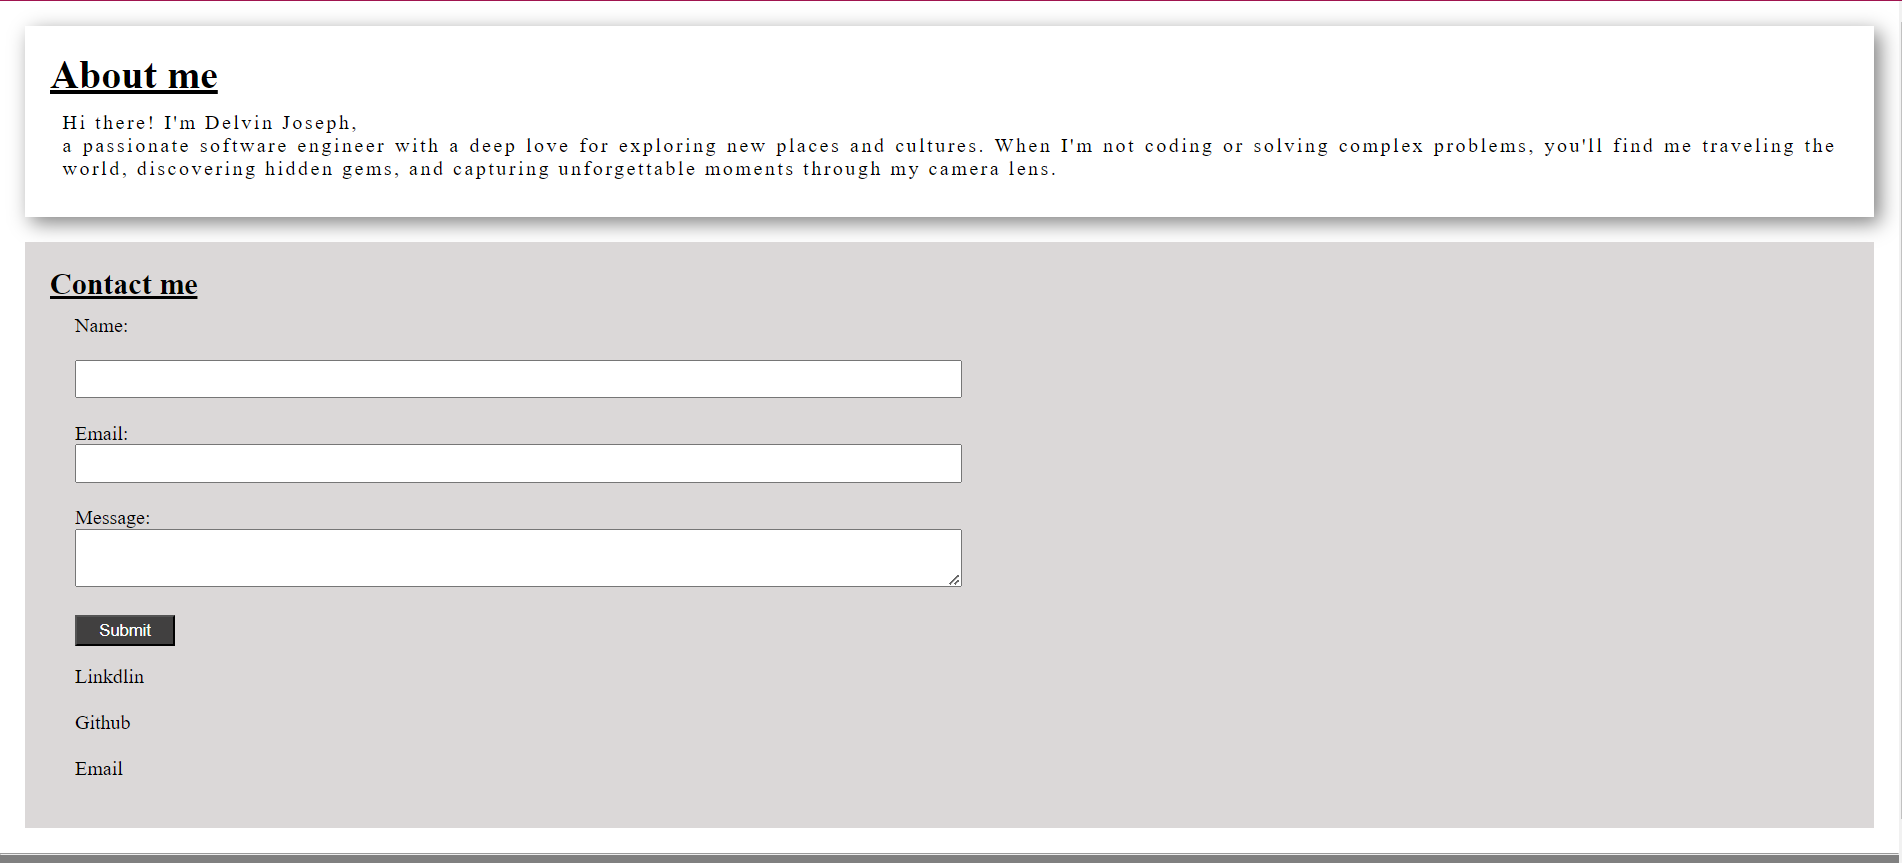 About me
Hi there! I'm Delvin Joseph,
a passionate software engineer with a deep love for exploring new places and cultures. When I'm not coding or solving complex problems, you'll find me traveling the
world, discovering hidden gems, and capturing unforgettable moments through my camera lens.
Contact me
Name:
Email:
Message:
Submit
Linkdlin
Github
Email